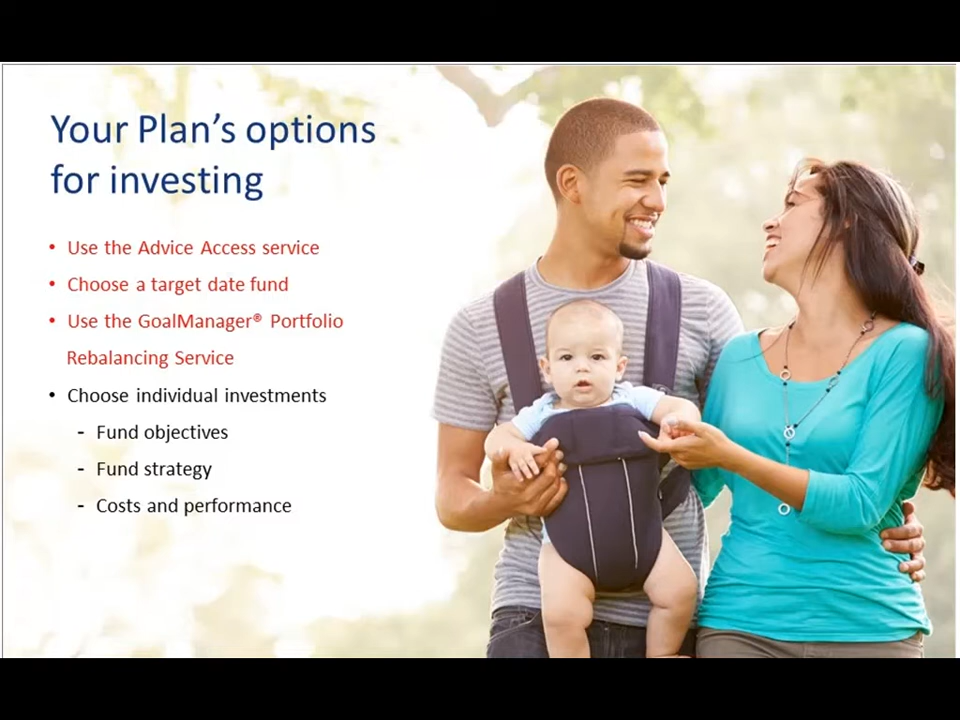 Your Plan's options
for investing
• Use the Advice Access service
• Choose a target date fund
• Use the GoalManager® Portfolio
Rebalancing Service
• Choose individual investments
- Fund objectives
- Fund strategy
- Costs and performance